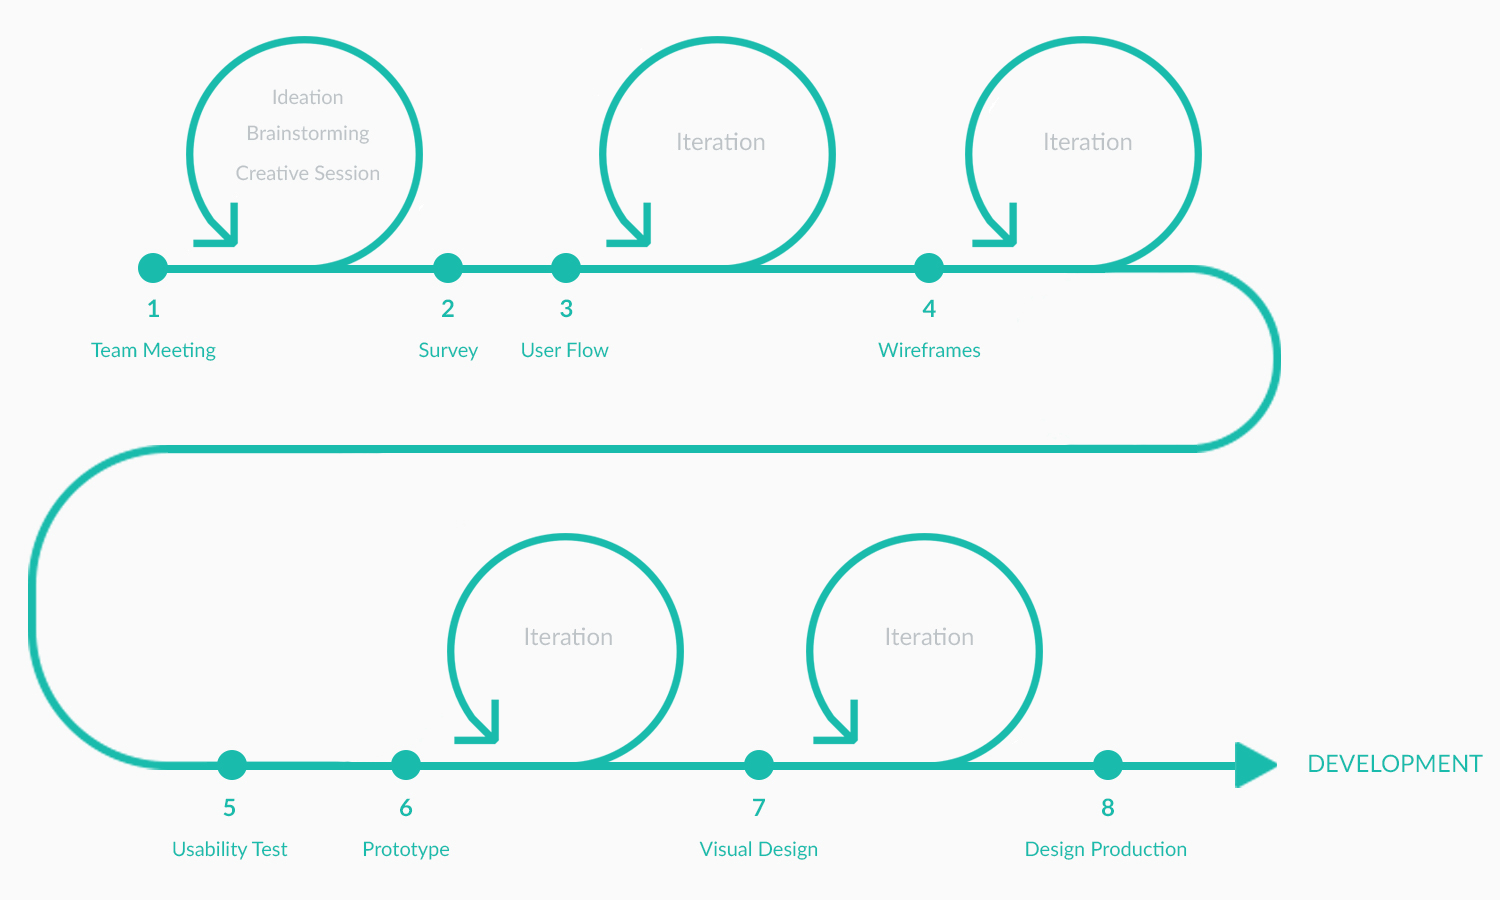 Ideation
Brainstorming
Creative Session
Iteration
Iteration
1
2
3
4
Team Meeting
Survey
User Flow
Wireframes
Iteration
Iteration
DEVELOPMENT
5
6
7
8
Usability Test
Prototype
Visual Design
Design Production